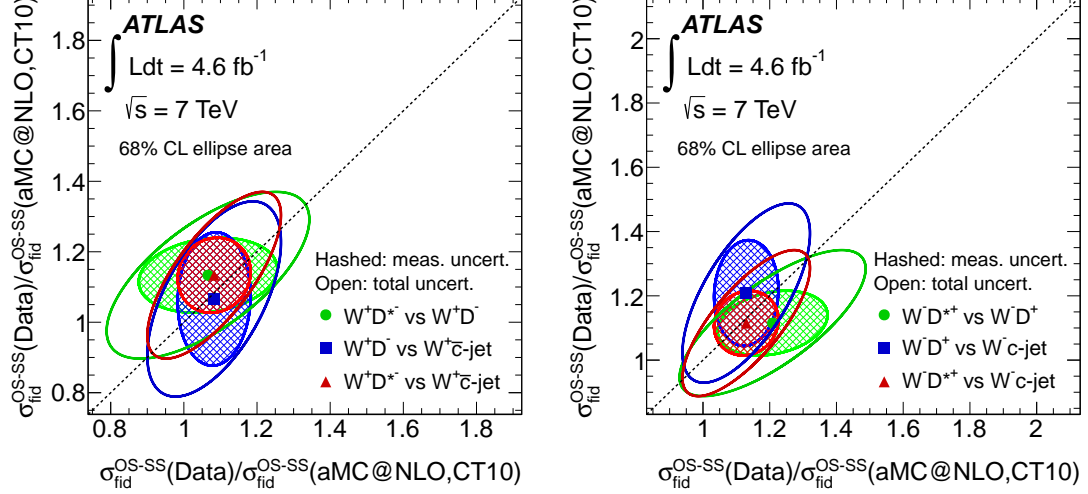 σ_fid^OS-SS(Data)/σ_fid^OS-SS(aMC@NLO,CT10)
1.8
1.6
1.4
1.2
1
0.8
ATLAS
∫ Ldt = 4.6 fb⁻¹
√s = 7 TeV
68% CL ellipse area
Hashed: meas. uncert.
Open: total uncert.
W⁺D*⁻ vs W⁺D⁻
W⁺D⁻ vs W⁺c̅-jet
W⁺D*⁻ vs W⁺c̅-jet
0.8 1 1.2 1.4 1.6 1.8
σ_fid^OS-SS(Data)/σ_fid^OS-SS(aMC@NLO,CT10)
σ_fid^OS-SS(Data)/σ_fid^OS-SS(aMC@NLO,CT10)
2
1.8
1.6
1.4
1.2
1
ATLAS
∫ Ldt = 4.6 fb⁻¹
√s = 7 TeV
68% CL ellipse area
Hashed: meas. uncert.
Open: total uncert.
W⁻D*⁺ vs W⁻D⁺
W⁻D⁺ vs W⁻c-jet
W⁻D*⁺ vs W⁻c-jet
1 1.2 1.4 1.6 1.8 2
σ_fid^OS-SS(Data)/σ_fid^OS-SS(aMC@NLO,CT10)